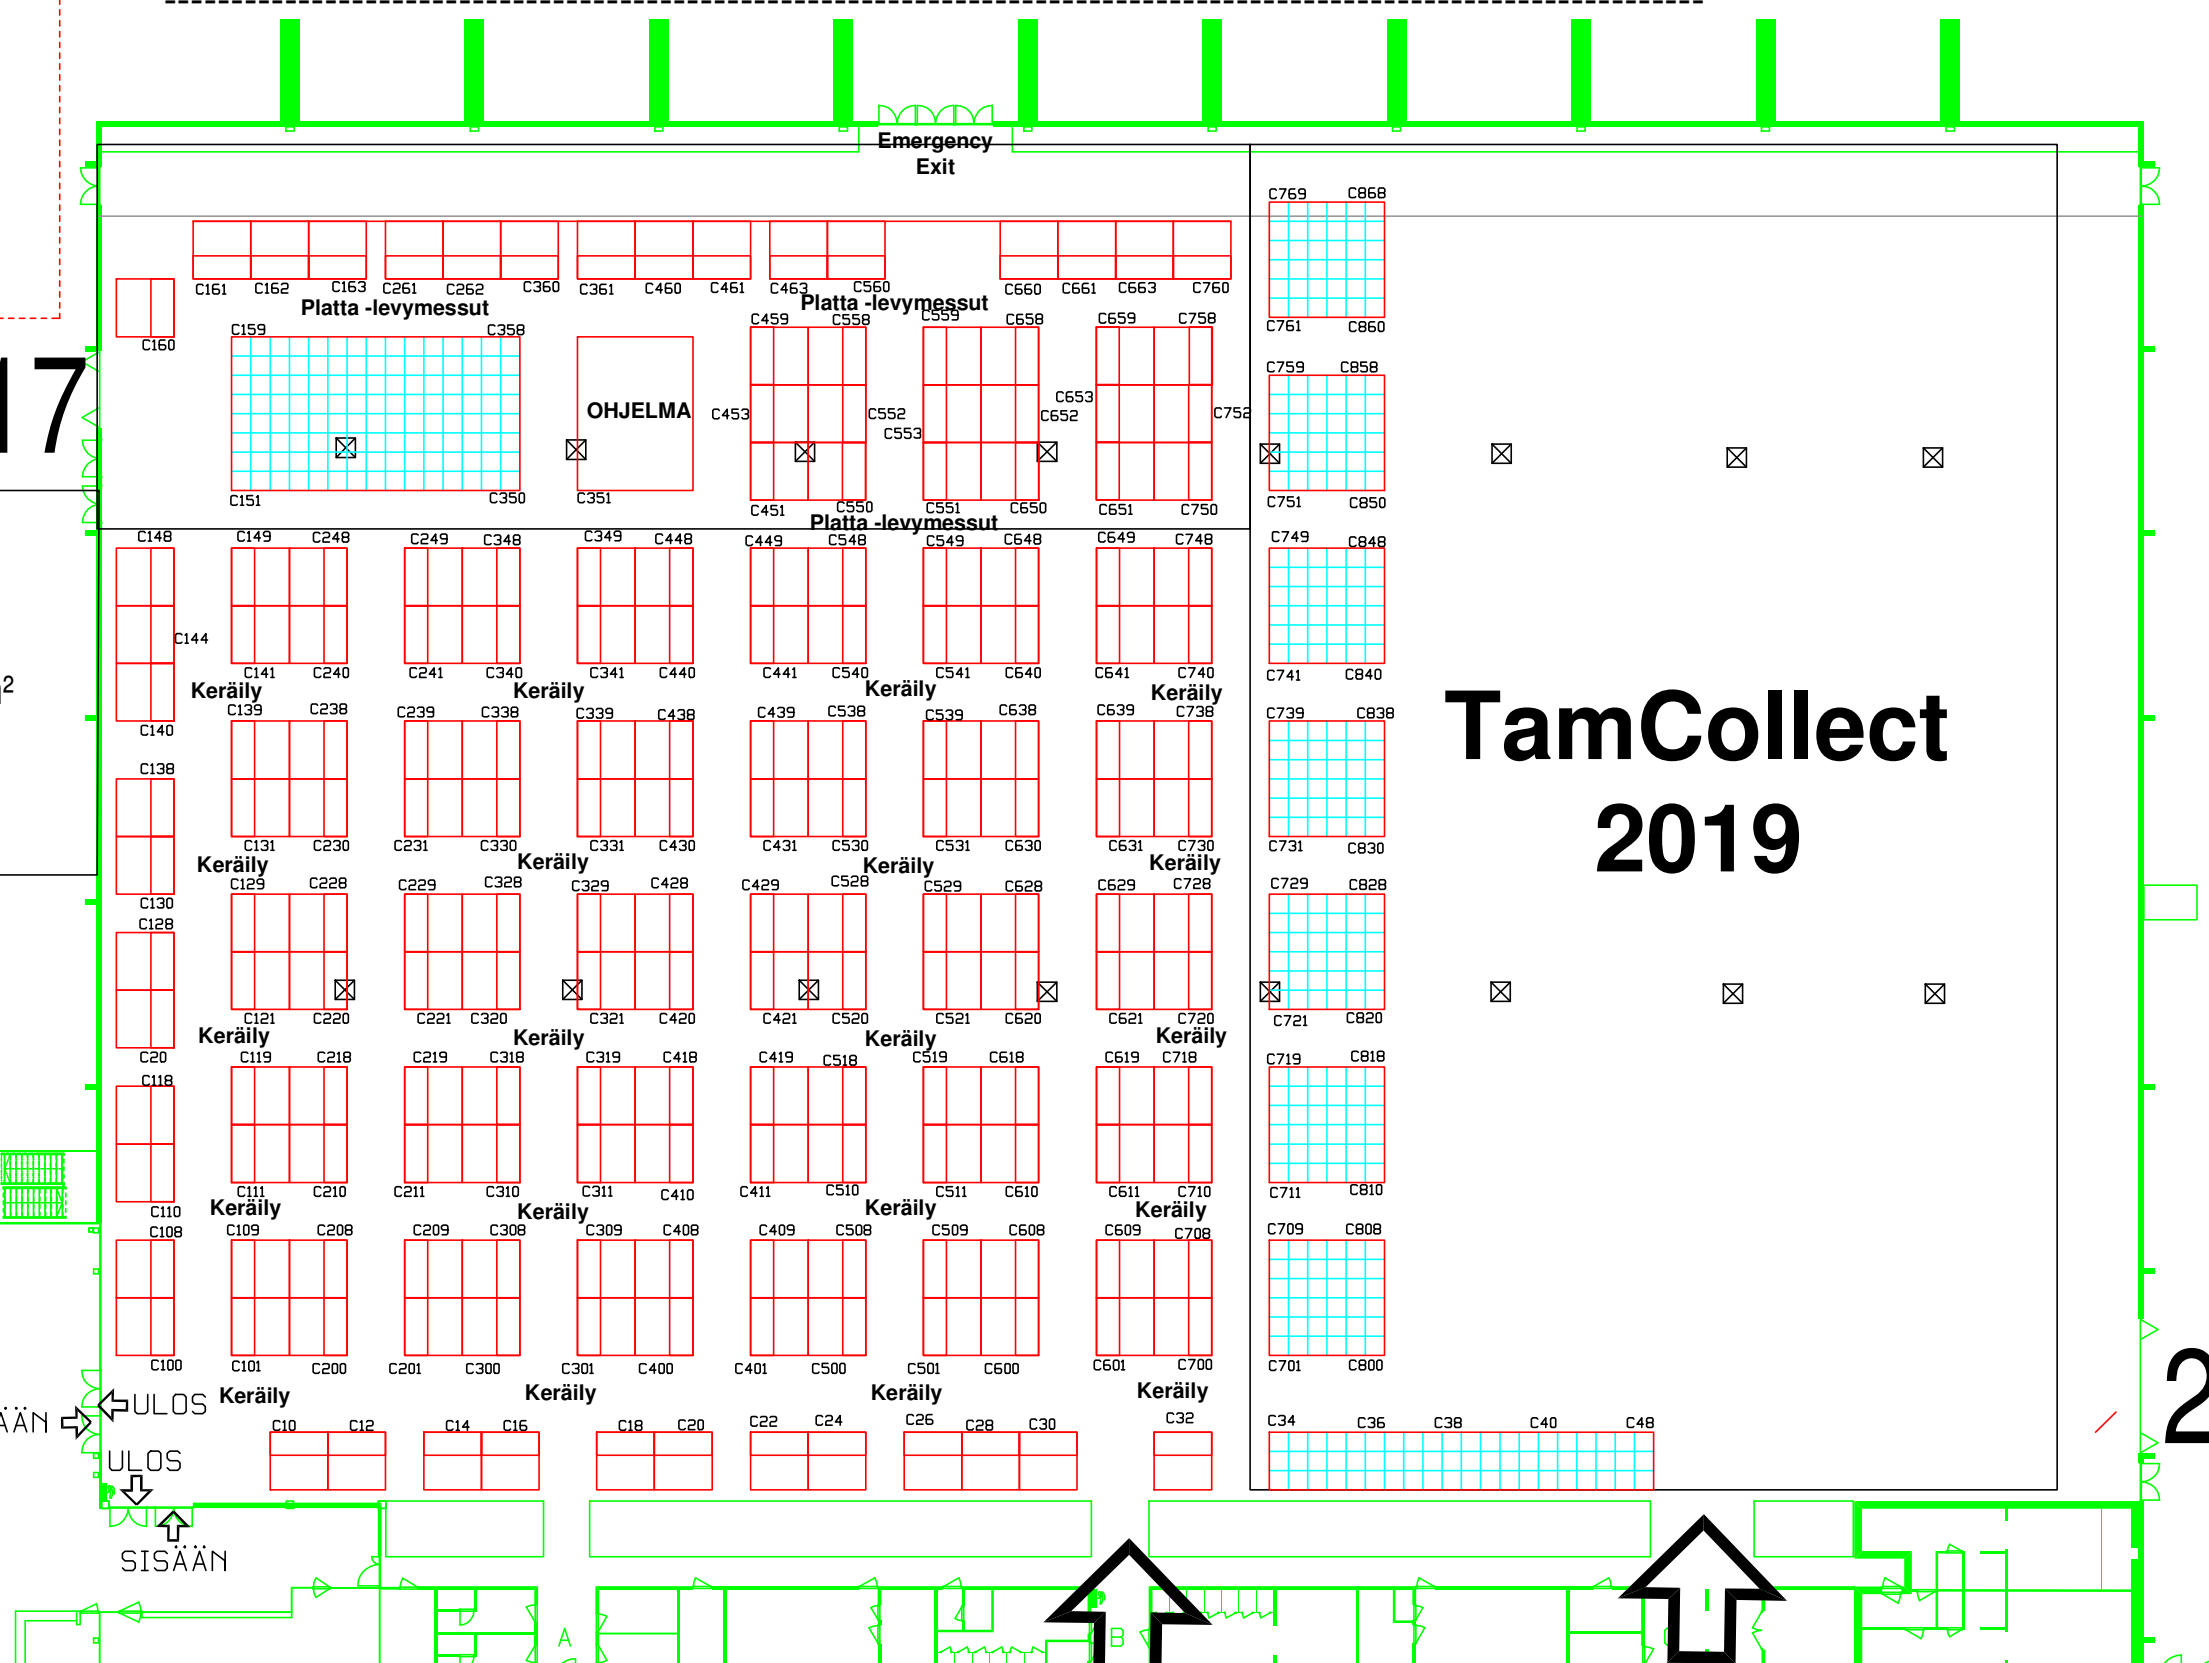 Emergency
Exit
C769 C868
C161 C162 C163 C261 C262 C360 C361 C460 C461 C463 C560 C660 C661 C663 C760
Platta -levymessut
Platta -levymessut
C160
C159 C358
C459 C558 C559 C658 C659 C758
C761 C860
17
C759 C858
OHJELMA
C453 C552 C553 C653 C652 C752
C151 C350 C351 C451 C550 C551 C650 C651 C750 C751 C850
Platta -levymessut
C148 C149 C248 C249 C348 C349 C448 C449 C548 C549 C648 C649 C748 C749 C848
C144
C141 C240 C241 C340 C341 C440 C441 C540 C541 C640 C641 C740 C741 C840
2
Keräily Keräily Keräily Keräily
C140
C139 C238 C239 C338 C339 C438 C439 C538 C539 C638 C639 C738 C739 C838
TamCollect
2019
C138
C131 C230 C231 C330 C331 C430 C431 C530 C531 C630 C631 C730 C731 C830
Keräily Keräily Keräily Keräily
C130
C129 C228 C229 C328 C329 C428 C429 C528 C529 C628 C629 C728 C729 C828
C128
C121 C220 C221 C320 C321 C420 C421 C520 C521 C620 C621 C720 C721 C820
Keräily Keräily Keräily Keräily
C20
C119 C218 C219 C318 C319 C418 C419 C518 C519 C618 C619 C718 C719 C818
C118
C111 C210 C211 C310 C311 C410 C411 C510 C511 C610 C611 C710 C711 C810
Keräily Keräily Keräily Keräily
C110
C108 C109 C208 C209 C308 C309 C408 C409 C508 C509 C608 C609 C708 C709 C808
C100 C101 C200 C201 C300 C301 C400 C401 C500 C501 C600 C601 C700 C701 C800
Keräily Keräily Keräily Keräily
ULOS
ÄÄN
C10 C12 C14 C16 C18 C20 C22 C24 C26 C28 C30 C32 C34 C36 C38 C40 C48
2
ULOS
SISÄÄN
A B